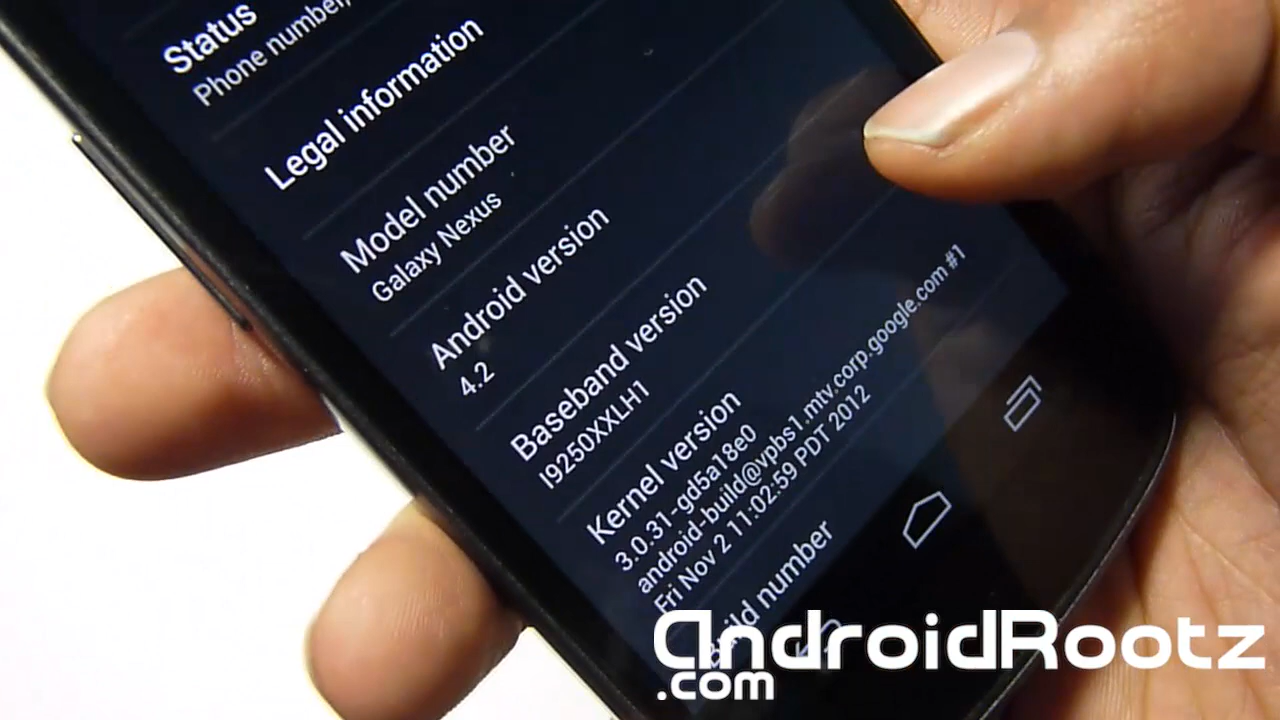 Status
Phone number,
Legal information
Model number
Galaxy Nexus
Android version
4.2
Baseband version
I9250XXLH1
Kernel version
3.0.31-gd5a18e0
android-build@vpbs1.mtv.corp.google.com #1
Fri Nov 2 11:02:59 PDT 2012
Build number
androidRootz
.com